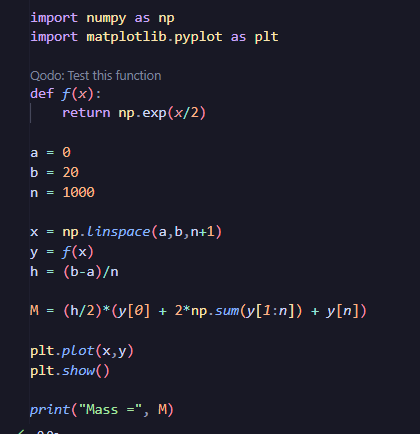 import numpy as np
import matplotlib.pyplot as plt
Qodo: Test this function
def f(x):
    return np.exp(x/2)
a = 0
b = 20
n = 1000
x = np.linspace(a,b,n+1)
y = f(x)
h = (b-a)/n
M = (h/2)*(y[0] + 2*np.sum(y[1:n]) + y[n])
plt.plot(x,y)
plt.show()
print("Mass =", M)